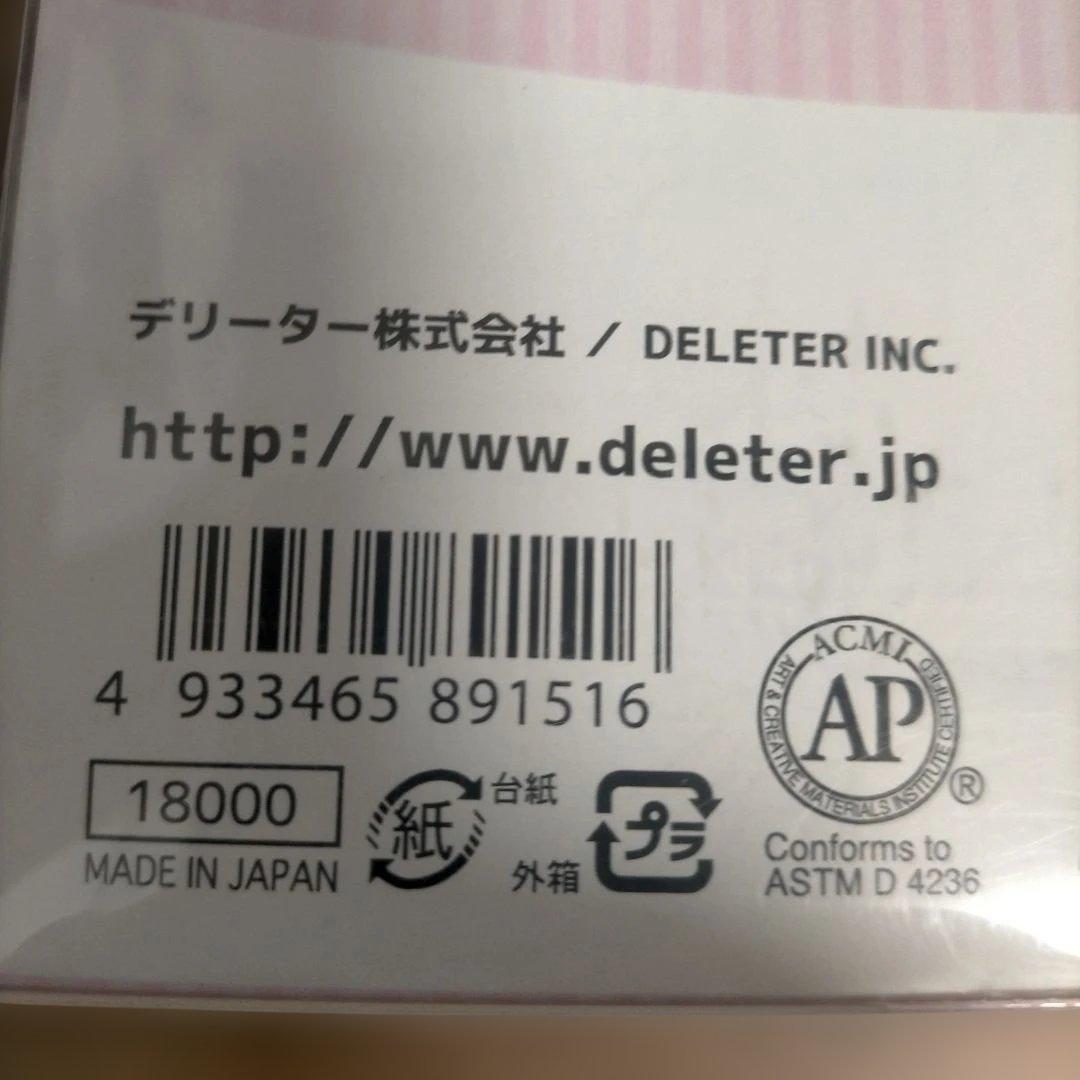 デリーター株式会社 / DELETER INC.
http://www.deleter.jp
4 933465 891516
18000
MADE IN JAPAN
紙
台紙
外箱
プラ
ACMI
AP
ART & CREATIVE MATERIALS INSTITUTE CERTIFIED
®
Conforms to
ASTM D 4236